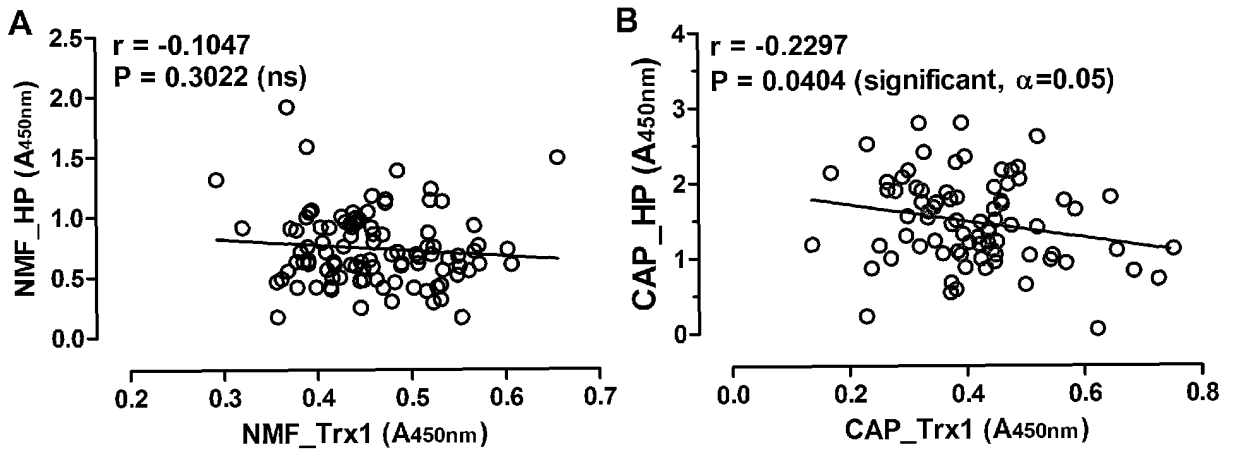 A
r = -0.1047
P = 0.3022 (ns)
NMF_HP (A450nm)
2.5
2.0
1.5
1.0
0.5
0.0
0.2 0.3 0.4 0.5 0.6 0.7
NMF_Trx1 (A450nm)
B
r = -0.2297
P = 0.0404 (significant, α=0.05)
CAP_HP (A450nm)
4
3
2
1
0
0.0 0.2 0.4 0.6 0.8
CAP_Trx1 (A450nm)